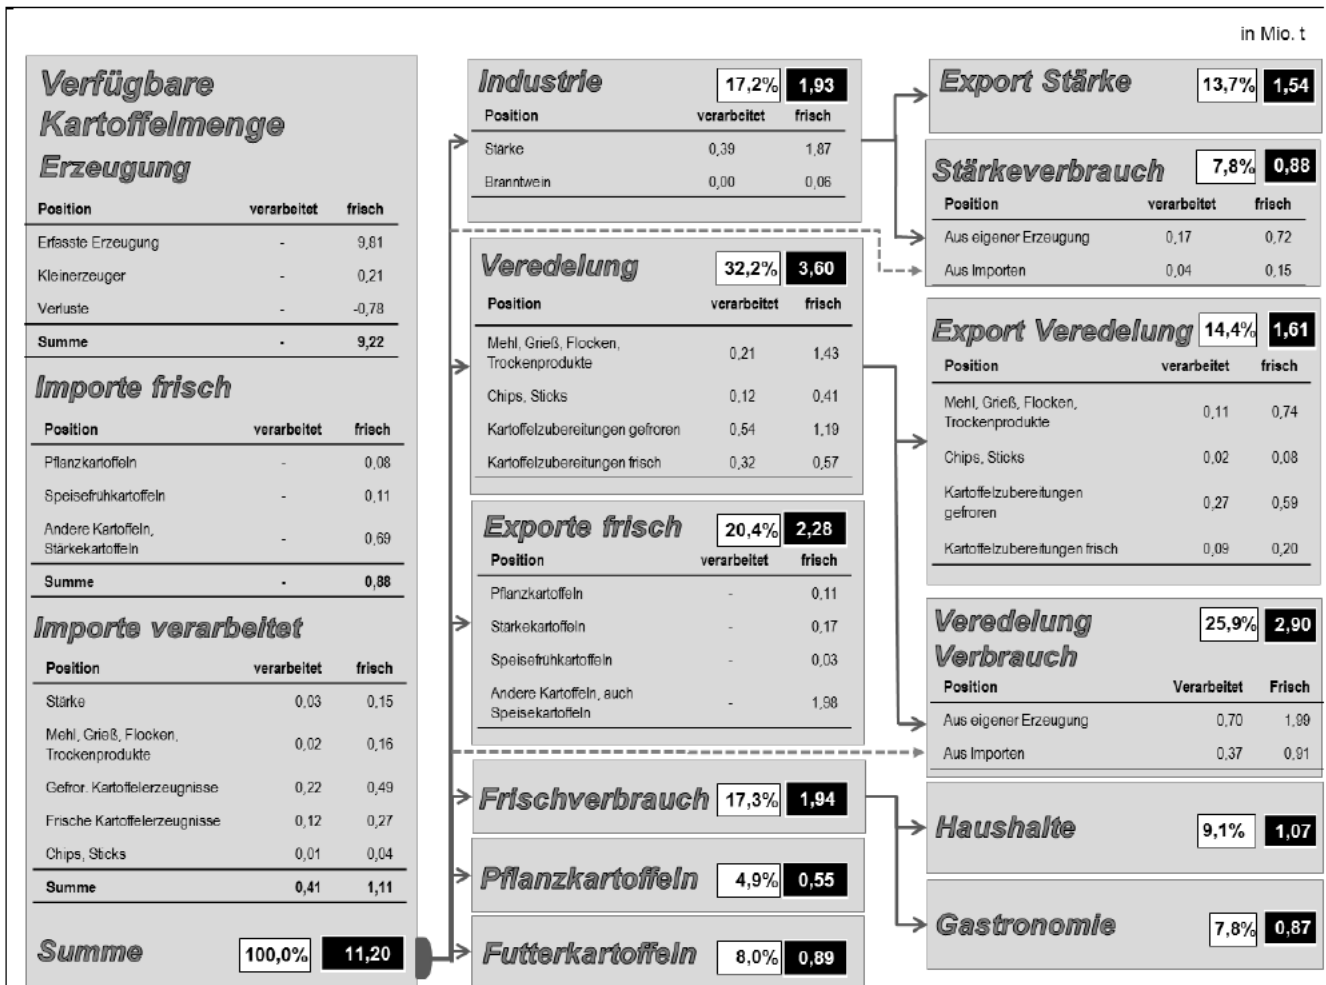 in Mio. t
Verfügbare
Kartoffelmenge
Erzeugung
Position verarbeitet frisch
Erfasste Erzeugung - 9,81
Kleinerzeuger - 0,21
Verluste - -0,78
Summe - 9,22
Importe frisch
Position verarbeitet frisch
Pflanzkartoffeln - 0,08
Speisefrühkartoffeln - 0,11
Andere Kartoffeln,
Stärkekartoffeln - 0,69
Summe - 0,88
Importe verarbeitet
Position verarbeitet frisch
Stärke 0,03 0,15
Mehl, Grieß, Flocken,
Trockenprodukte 0,02 0,16
Gefror. Kartoffelerzeugnisse 0,22 0,49
Frische Kartoffelerzeugnisse 0,12 0,27
Chips, Sticks 0,01 0,04
Summe 0,41 1,11
Summe 100,0% 11,20
Industrie 17,2% 1,93
Position verarbeitet frisch
Stärke 0,39 1,87
Branntwein 0,00 0,06
Veredelung 32,2% 3,60
Position verarbeitet frisch
Mehl, Grieß, Flocken,
Trockenprodukte 0,21 1,43
Chips, Sticks 0,12 0,41
Kartoffelzubereitungen gefroren 0,54 1,19
Kartoffelzubereitungen frisch 0,32 0,57
Exporte frisch 20,4% 2,28
Position verarbeitet frisch
Pflanzkartoffeln - 0,11
Stärkekartoffeln - 0,17
Speisefrühkartoffeln - 0,03
Andere Kartoffeln, auch
Speisekartoffeln - 1,98
Frischverbrauch 17,3% 1,94
Pflanzkartoffeln 4,9% 0,55
Futterkartoffeln 8,0% 0,89
Export Stärke 13,7% 1,54
Stärkeverbrauch 7,8% 0,88
Position verarbeitet frisch
Aus eigener Erzeugung 0,17 0,72
Aus Importen 0,04 0,15
Export Veredelung 14,4% 1,61
Position verarbeitet frisch
Mehl, Grieß, Flocken,
Trockenprodukte 0,11 0,74
Chips, Sticks 0,02 0,08
Kartoffelzubereitungen
gefroren 0,27 0,59
Kartoffelzubereitungen frisch 0,09 0,20
Veredelung 25,9% 2,90
Verbrauch
Position Verarbeitet Frisch
Aus eigener Erzeugung 0,70 1,99
Aus Importen 0,37 0,91
Haushalte 9,1% 1,07
Gastronomie 7,8% 0,87